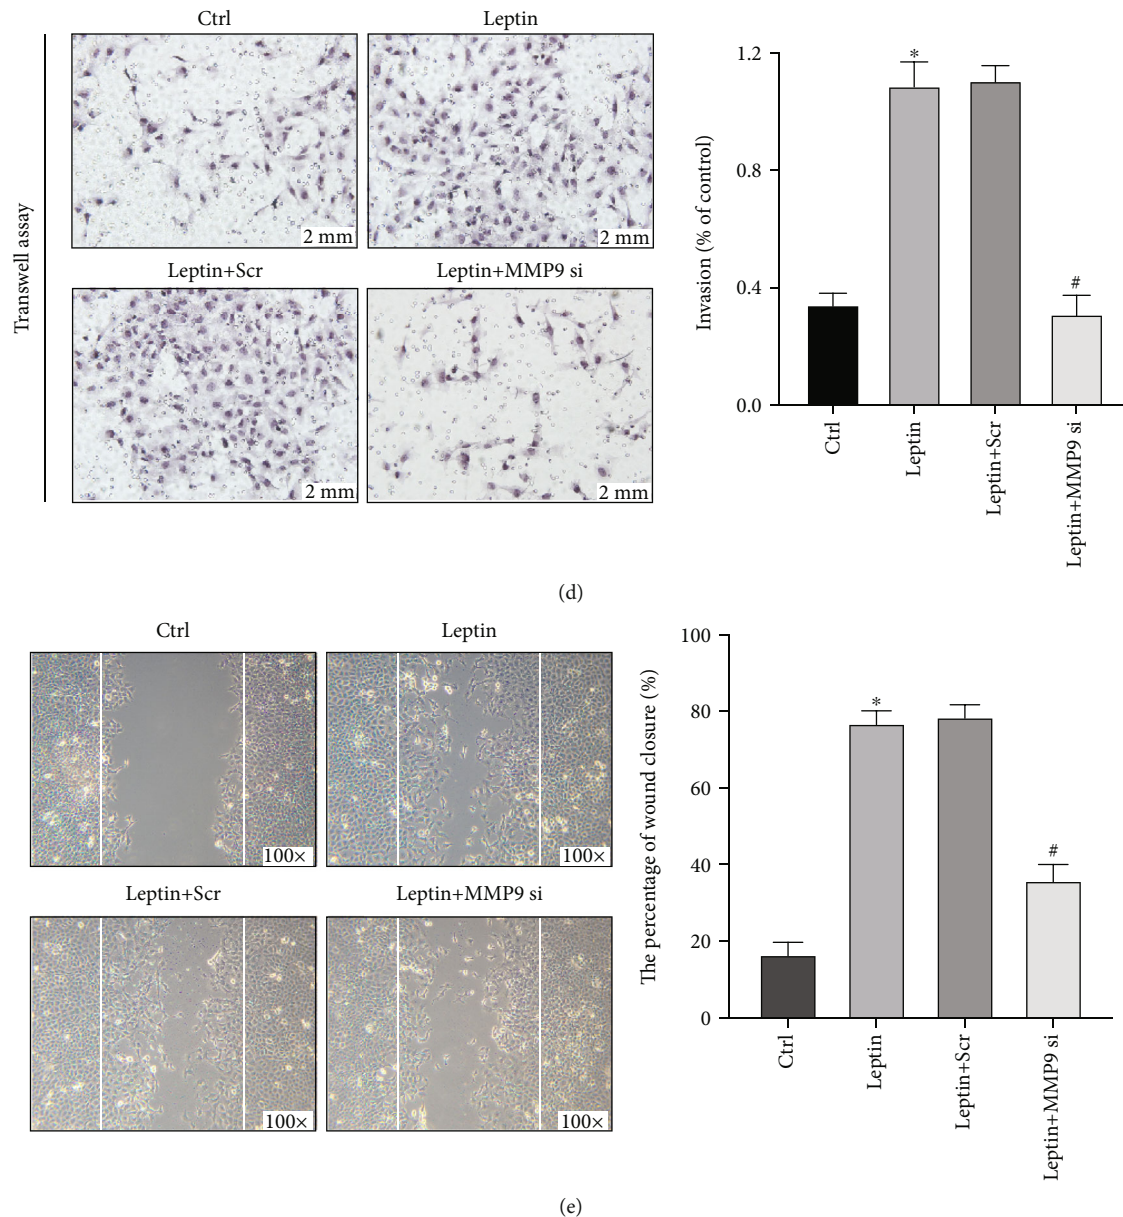 Ctrl
Leptin
Transwell assay
2 mm
2 mm
Leptin+Scr
Leptin+MMP9 si
2 mm
2 mm
Invasion (% of control)
1.2
0.8
0.4
0.0
*
#
Ctrl
Leptin
Leptin+Scr
Leptin+MMP9 si
(d)
Ctrl
Leptin
100×
100×
Leptin+Scr
Leptin+MMP9 si
100×
100×
The percentage of wound closure (%)
100
80
60
40
20
0
*
#
Ctrl
Leptin
Leptin+Scr
Leptin+MMP9 si
(e)